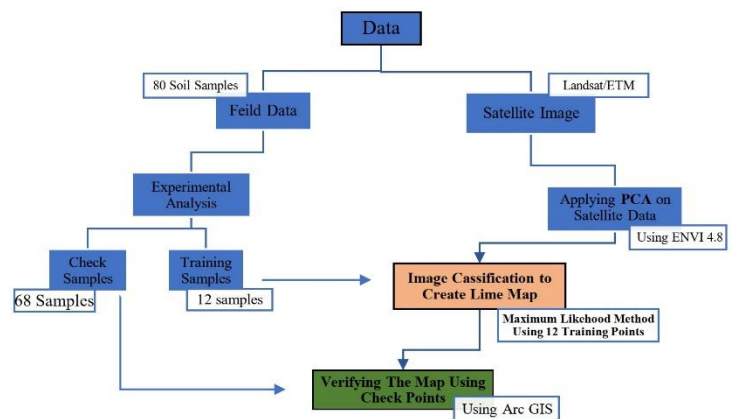 Data
80 Soil Samples
Feild Data
Landsat/ETM
Satellite Image
Experimental
Analysis
Applying PCA on
Satellite Data
Using ENVI 4.8
Check
Samples
68 Samples
Training
Samples
12 samples
Image Cassification to
Create Lime Map
Maximum Likehood Method
Using 12 Training Points
Verifying The Map Using
Check Points
Using Arc GIS